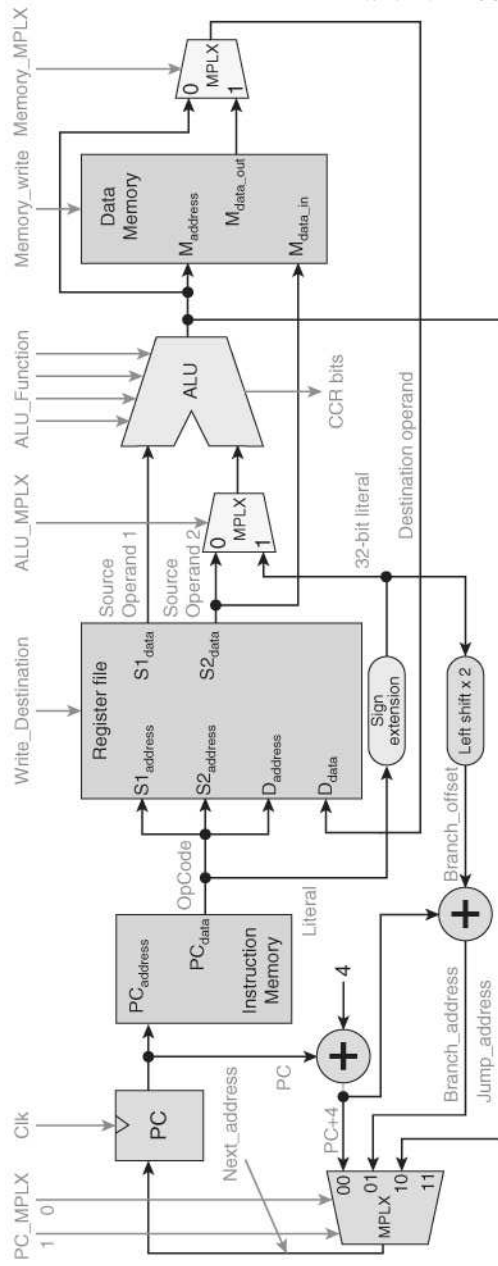 PC_MPLX
1
0
Clk
Write_Destination
ALU_MPLX
ALU_Function
Memory_write
Memory_MPLX
PC
PC_address
PC_data
Instruction
Memory
OpCode
Literal
Register file
S1_address
S2_address
D_address
D_data
S1_data
S2_data
Source
Operand 1
Source
Operand 2
0
MPLX
1
ALU
CCR bits
Data
Memory
M_address
M_data_out
M_data_in
0
MPLX
1
Next_address
PC
4
+
PC+4
00
01
10
11
MPLX
+
Branch_offset
Left shift x 2
Sign
extension
32-bit literal
Destination operand
Branch_address
Jump_address